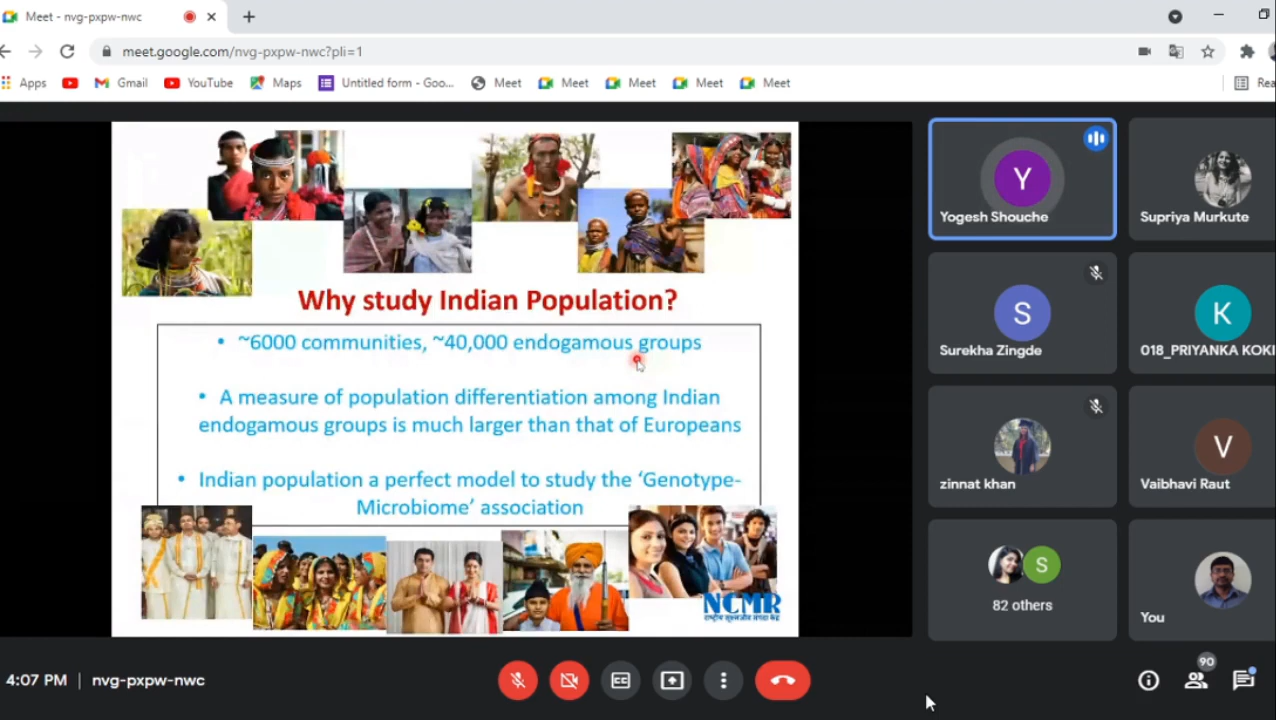 Meet - nvg-pxpw-nwc
meet.google.com/nvg-pxpw-nwc?pli=1
Apps
Gmail
YouTube
Maps
Untitled form - Goo...
Meet
Meet
Meet
Meet
Meet
Rea
Why study Indian Population?
• ~6000 communities, ~40,000 endogamous groups
• A measure of population differentiation among Indian
endogamous groups is much larger than that of Europeans
• Indian population a perfect model to study the ‘Genotype-
Microbiome’ association
NCMR
Y
Yogesh Shouche
Supriya Murkute
S
Surekha Zingde
K
018_PRIYANKA KOKI
zinnat khan
V
Vaibhavi Raut
S
82 others
You
4:07 PM | nvg-pxpw-nwc
CC
90